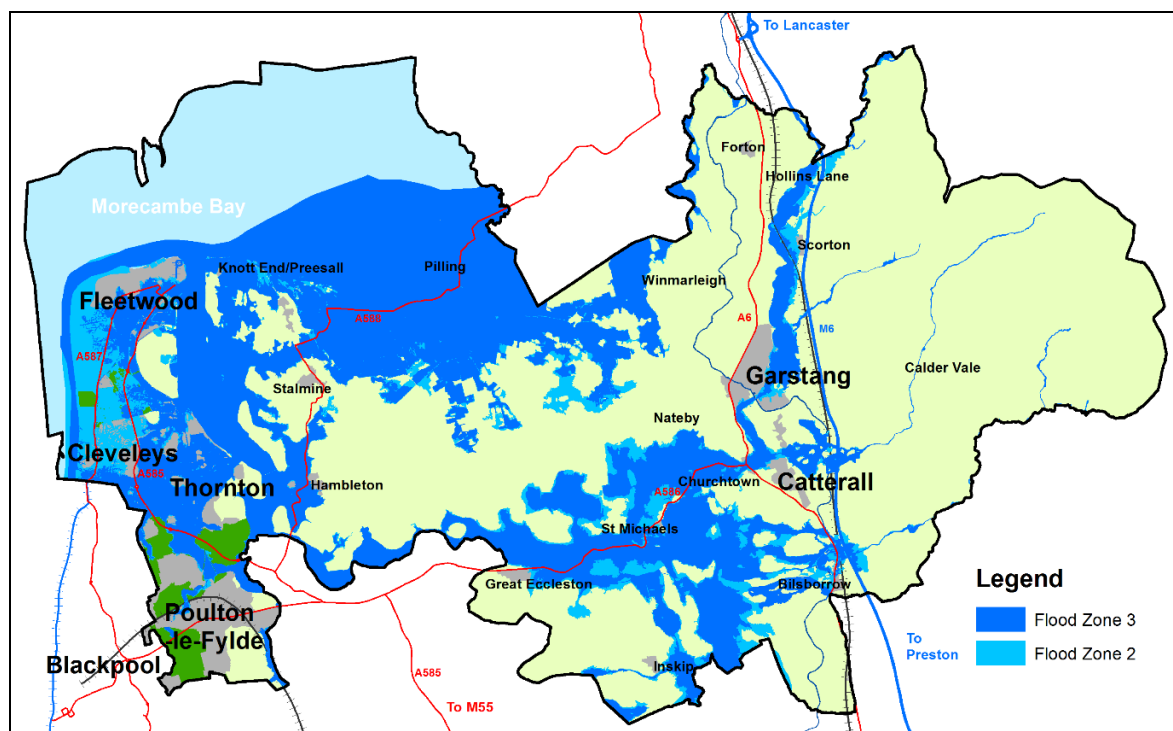 To Lancaster
Forton
Hollins Lane
Morecambe Bay
Scorton
Knott End/Preesall
Pilling
Winmarleigh
Fleetwood
A588
A6
M6
A587
Calder Vale
Garstang
Stalmine
Nateby
Cleveleys
A585
Thornton
Hambleton
Churchtown
Catterall
A586
St Michaels
Great Eccleston
Bilsborrow
Legend
Flood Zone 3
Flood Zone 2
Poulton
-le-Fylde
To
Preston
Blackpool
Inskip
A585
To M55